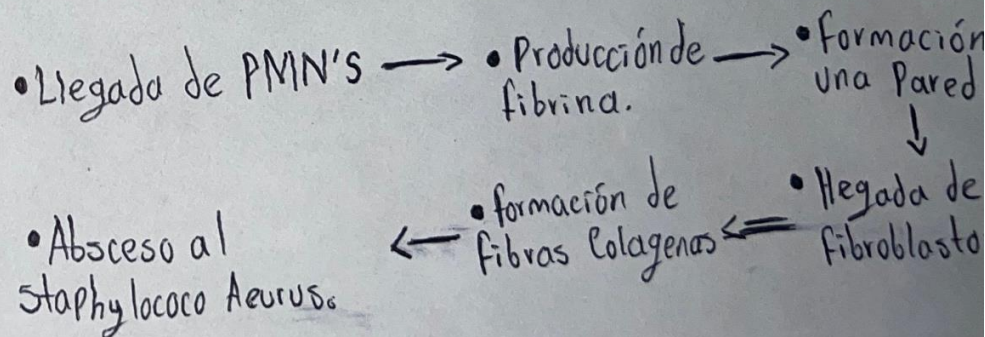 • Llegada de PMN'S → • Producción de → • Formación
fibrina.
una Pared
↓
• Absceso al ← • formación de ⇐ • llegada de
fibras Colagenas
fibroblasto
Staphylococo Aeurus.